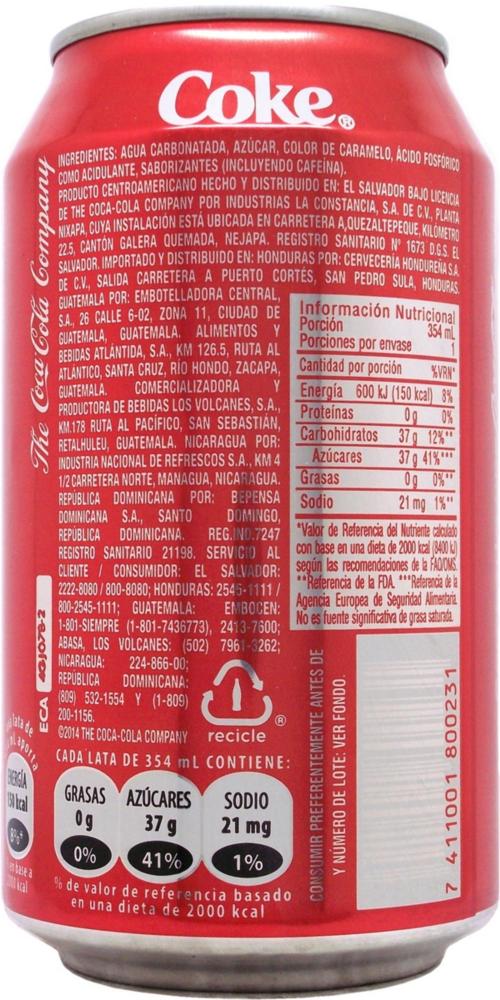 Coke®
INGREDIENTES: AGUA CARBONATADA, AZÚCAR, COLOR DE CARAMELO, ÁCIDO FOSFÓRICO
COMO ACIDULANTE, SABORIZANTES (INCLUYENDO CAFEÍNA).
PRODUCTO CENTROAMERICANO HECHO Y DISTRIBUIDO EN: EL SALVADOR BAJO LICENCIA
DE THE COCA-COLA COMPANY POR INDUSTRIAS LA CONSTANCIA, S.A. DE C.V., PLANTA
NIXAPA, CUYA INSTALACIÓN ESTÁ UBICADA EN CARRETERA A QUEZALTEPEQUE, KILÓMETRO
22.5, CANTÓN GALERA QUEMADA, NEJAPA. REGISTRO SANITARIO N° 1673 D.G.S. EL
SALVADOR. IMPORTADO Y DISTRIBUIDO EN: HONDURAS POR: CERVECERÍA HONDUREÑA S.A.
DE C.V., SALIDA CARRETERA A PUERTO CORTÉS, SAN PEDRO SULA, HONDURAS.
GUATEMALA POR: EMBOTELLADORA CENTRAL,
S.A., 26 CALLE 6-02, ZONA 11, CIUDAD DE
GUATEMALA, GUATEMALA. ALIMENTOS Y
BEBIDAS ATLÁNTIDA, S.A., KM 126.5, RUTA AL
ATLÁNTICO, SANTA CRUZ, RÍO HONDO, ZACAPA,
GUATEMALA. COMERCIALIZADORA Y
PRODUCTORA DE BEBIDAS LOS VOLCANES, S.A.,
KM.178 RUTA AL PACÍFICO, SAN SEBASTIÁN,
RETALHULEU, GUATEMALA. NICARAGUA POR:
INDUSTRIA NACIONAL DE REFRESCOS S.A., KM 4
1/2 CARRETERA NORTE, MANAGUA, NICARAGUA.
REPÚBLICA DOMINICANA POR: BEPENSA
DOMINICANA S.A., SANTO DOMINGO,
REPÚBLICA DOMINICANA. REG.IND.7247
REGISTRO SANITARIO 21198. SERVICIO AL
CLIENTE / CONSUMIDOR: EL SALVADOR:
2222-8080 / 800-8080; HONDURAS: 2545-1111 /
800-2545-1111; GUATEMALA: EMBOCEN:
1-801-SIEMPRE (1-801-7436773), 2413-7600;
ABASA, LOS VOLCANES: (502) 7961-3262;
NICARAGUA: 224-866-00;
REPÚBLICA DOMINICANA:
(809) 532-1554 Y (1-809)
200-1156.
©2014 THE COCA-COLA COMPANY
Información Nutricional
Porción 354 mL
Porciones por envase 1
Cantidad por porción %VRN*
Energía 600 kJ (150 kcal) 8%
Proteínas 0 g 0%
Carbohidratos 37 g 12%**
Azúcares 37 g 41%***
Grasas 0 g 0%**
Sodio 21 mg 1%**
*Valor de Referencia del Nutriente calculado
con base en una dieta de 2000 kcal (8400 kJ)
según las recomendaciones de la FAO/OMS.
**Referencia de la FDA. ***Referencia de la
Agencia Europea de Seguridad Alimentaria.
No es fuente significativa de grasa saturada.
The Coca-Cola Company
ECA 401078-2
recicle®
CADA LATA DE 354 mL CONTIENE:
GRASAS
0 g
0%
AZÚCARES
37 g
41%
SODIO
21 mg
1%
% de valor de referencia basado
en una dieta de 2000 kcal
CONSUMIR PREFERENTEMENTE ANTES DE
Y NÚMERO DE LOTE: VER FONDO.
7 411001 800231